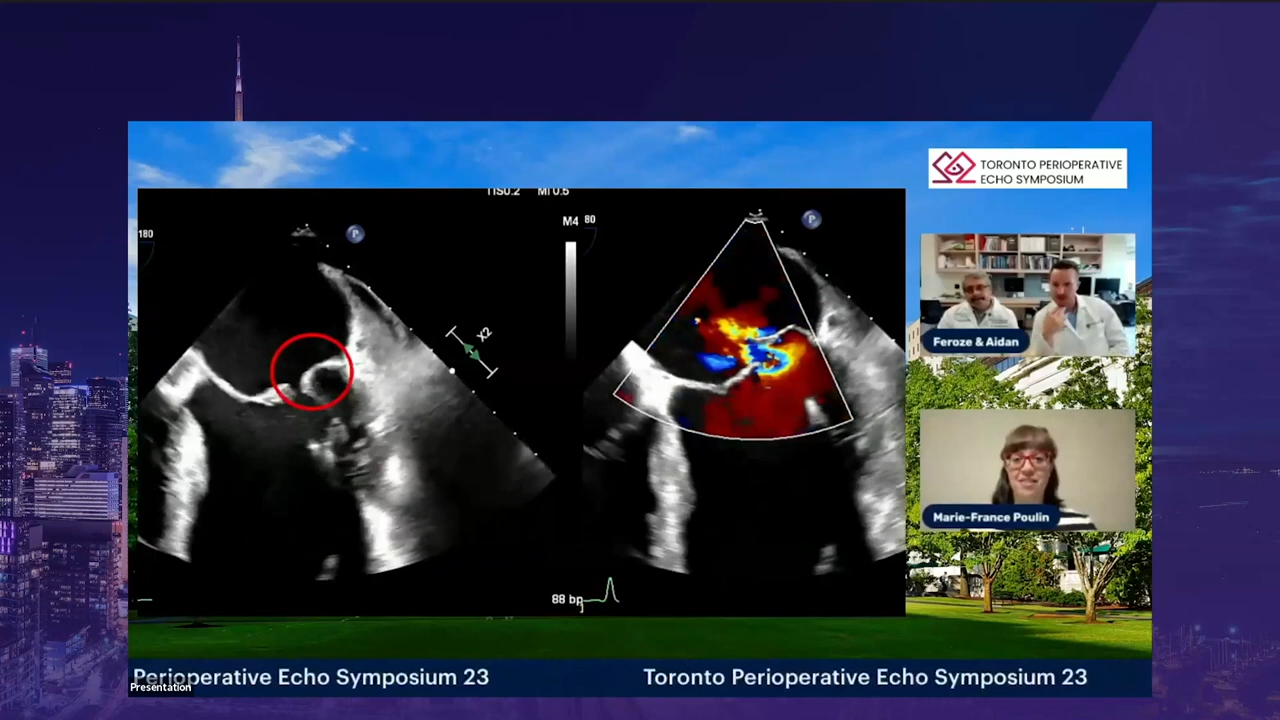 TORONTO PERIOPERATIVE
ECHO SYMPOSIUM
TIS0.2 MI 0.5
M4
180
80
P
P
X2
Feroze & Aidan
Marie-France Poulin
88 bp
Perioperative Echo Symposium 23
Toronto Perioperative Echo Symposium 23
Presentation